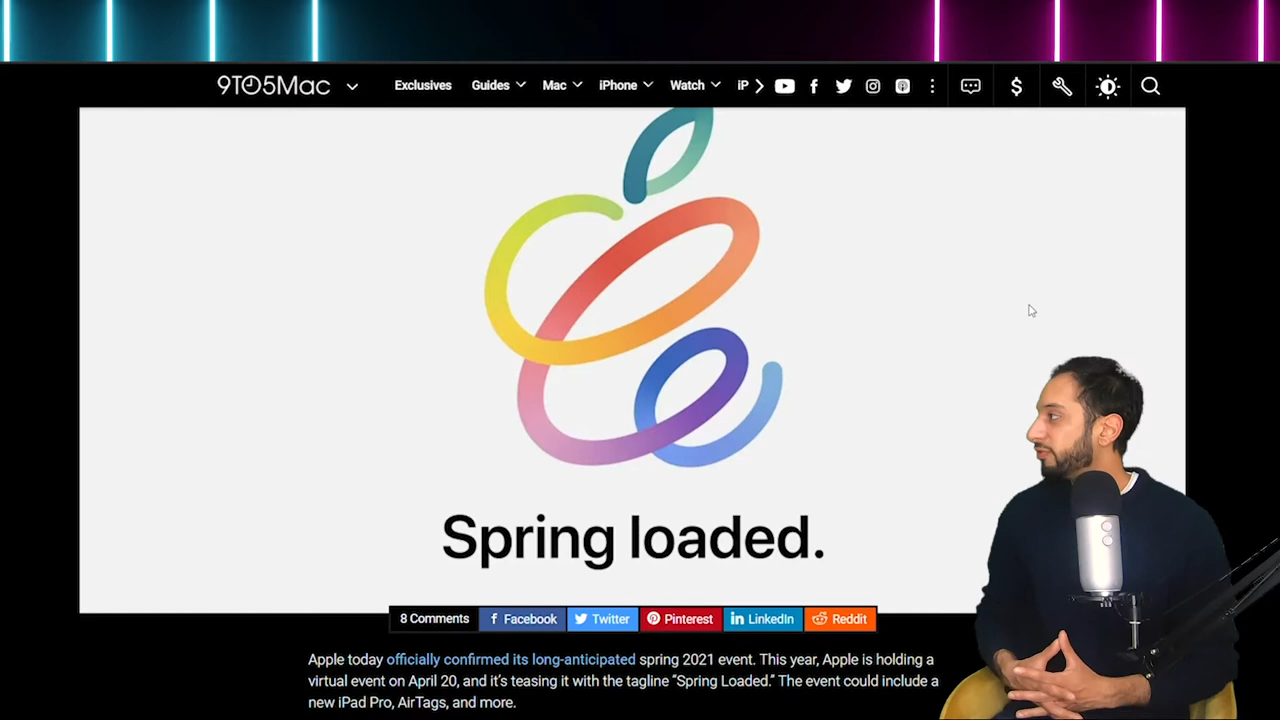 9TO5Mac
Exclusives Guides Mac iPhone Watch iP
Spring loaded.
8 Comments Facebook Twitter Pinterest LinkedIn Reddit
Apple today officially confirmed its long-anticipated spring 2021 event. This year, Apple is holding a
virtual event on April 20, and it’s teasing it with the tagline “Spring Loaded.” The event could include a
new iPad Pro, AirTags, and more.